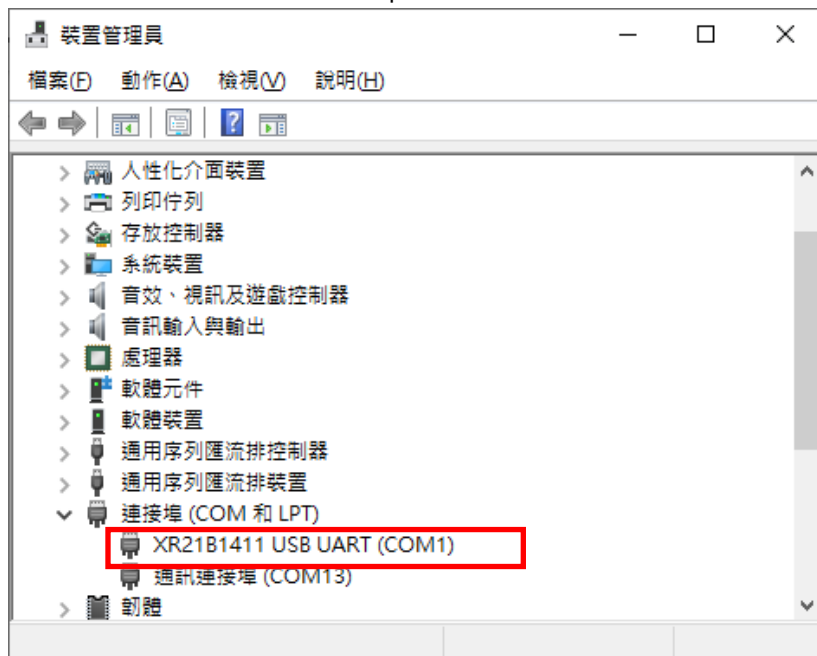 裝置管理員
檔案(F) 動作(A) 檢視(V) 說明(H)
人性化介面裝置
列印佇列
存放控制器
系統裝置
音效、視訊及遊戲控制器
音訊輸入與輸出
處理器
軟體元件
軟體裝置
通用序列匯流排控制器
通用序列匯流排裝置
連接埠 (COM 和 LPT)
XR21B1411 USB UART (COM1)
通訊連接埠 (COM13)
韌體